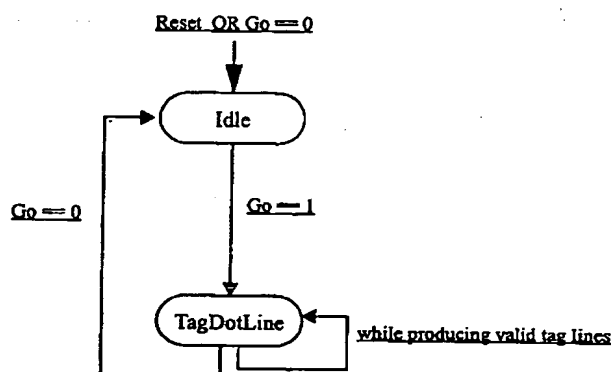 Reset OR Go == 0
Idle
Go == 0
Go == 1
TagDotLine
while producing valid tag lines